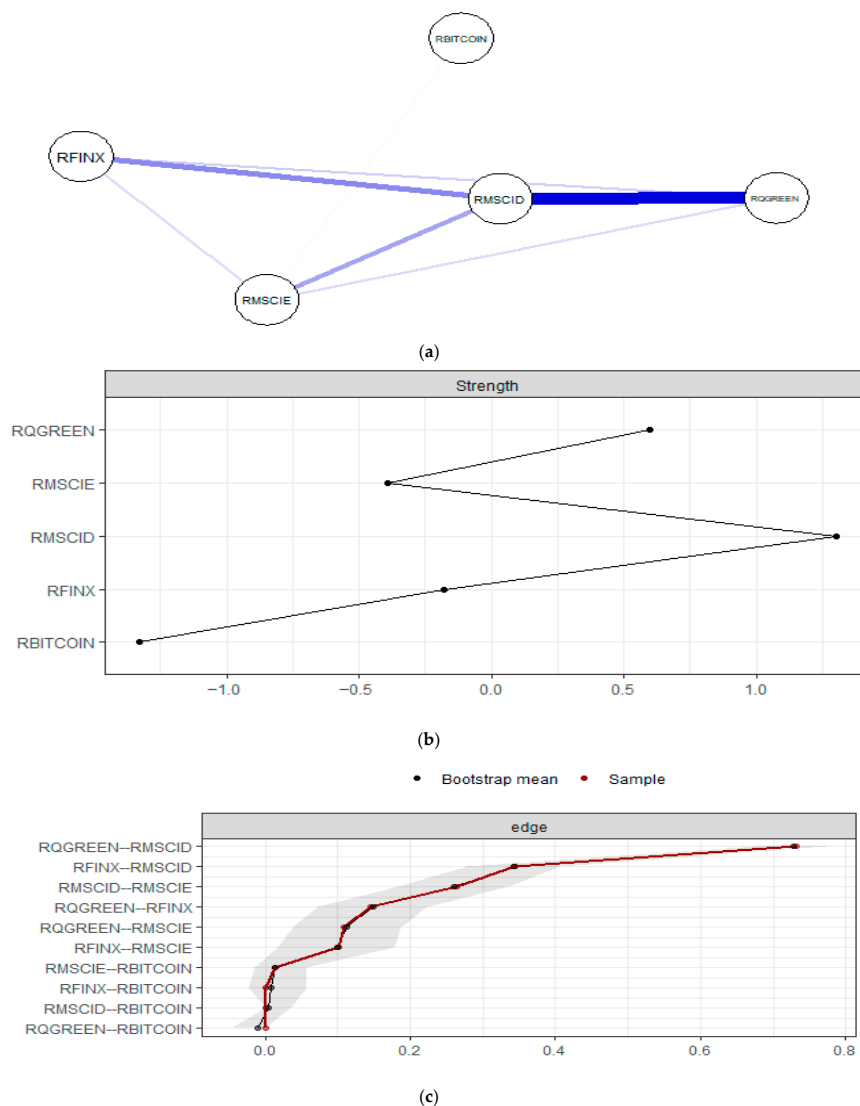 RBITCOIN
RFINX
RMSCID
RQGREEN
RMSCIE
(a)
Strength
RQGREEN
RMSCIE
RMSCID
RFINX
RBITCOIN
−1.0 −0.5 0.0 0.5 1.0
(b)
Bootstrap mean Sample
edge
RQGREEN--RMSCID
RFINX--RMSCID
RMSCID--RMSCIE
RQGREEN--RFINX
RQGREEN--RMSCIE
RFINX--RMSCIE
RMSCIE--RBITCOIN
RFINX--RBITCOIN
RMSCID--RBITCOIN
RQGREEN--RBITCOIN
0.0 0.2 0.4 0.6 0.8
(c)